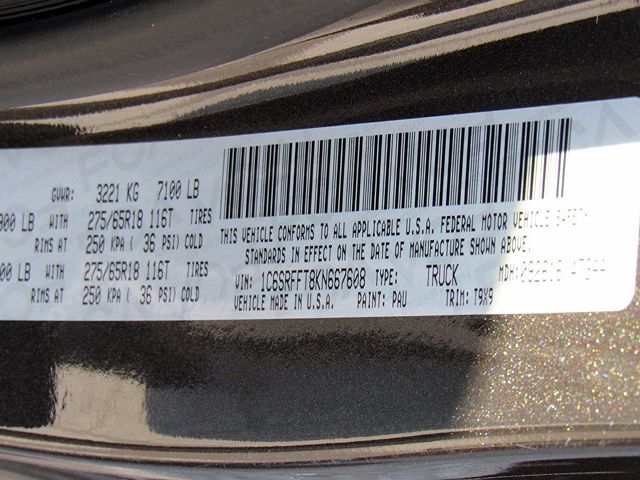 GVWR: 3221 KG 7100 LB
900 LB WITH 275/65R18 116T TIRES
RIMS AT 250 KPA ( 36 PSI) COLD
00 LB WITH 275/65R18 116T TIRES
RIMS AT 250 KPA ( 36 PSI) COLD
THIS VEHICLE CONFORMS TO ALL APPLICABLE U.S.A. FEDERAL MOTOR VEHICLE SAFETY
STANDARDS IN EFFECT ON THE DATE OF MANUFACTURE SHOWN ABOVE.
VIN: 1C6SRFFT8KN667608 TYPE: TRUCK MDH:
VEHICLE MADE IN U.S.A. PAINT: PAU TRIM: T9X9